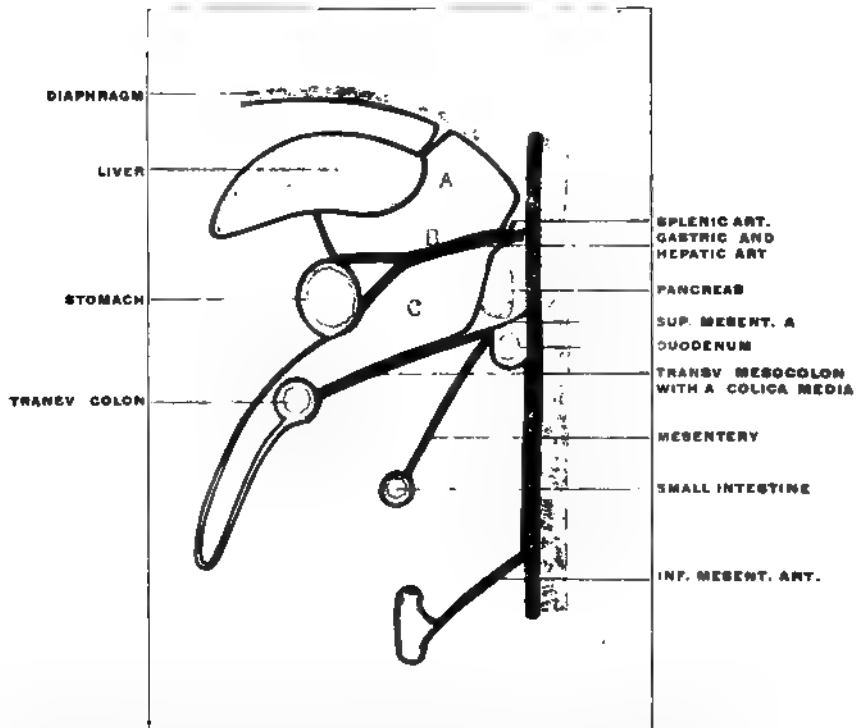 DIAPHRAGM
LIVER
STOMACH
TRANSV COLON
A
B
C
SPLENIC ART.
GASTRIC AND
HEPATIC ART
PANCREAS
SUP. MESENT. A
DUODENUM
TRANSV MESOCOLON
WITH A COLICA MEDIA
MESENTERY
SMALL INTESTINE
INF. MESENT. ART.